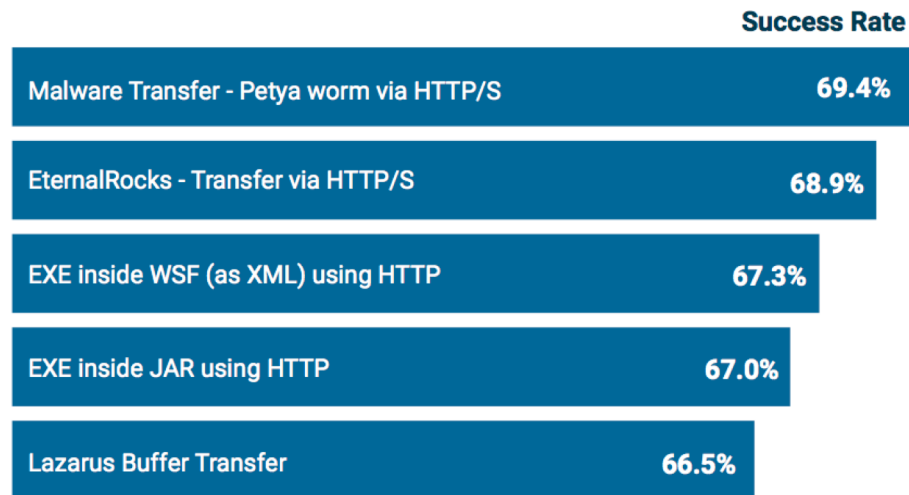 Success Rate
Malware Transfer - Petya worm via HTTP/S 69.4%
EternalRocks - Transfer via HTTP/S 68.9%
EXE inside WSF (as XML) using HTTP 67.3%
EXE inside JAR using HTTP 67.0%
Lazarus Buffer Transfer 66.5%